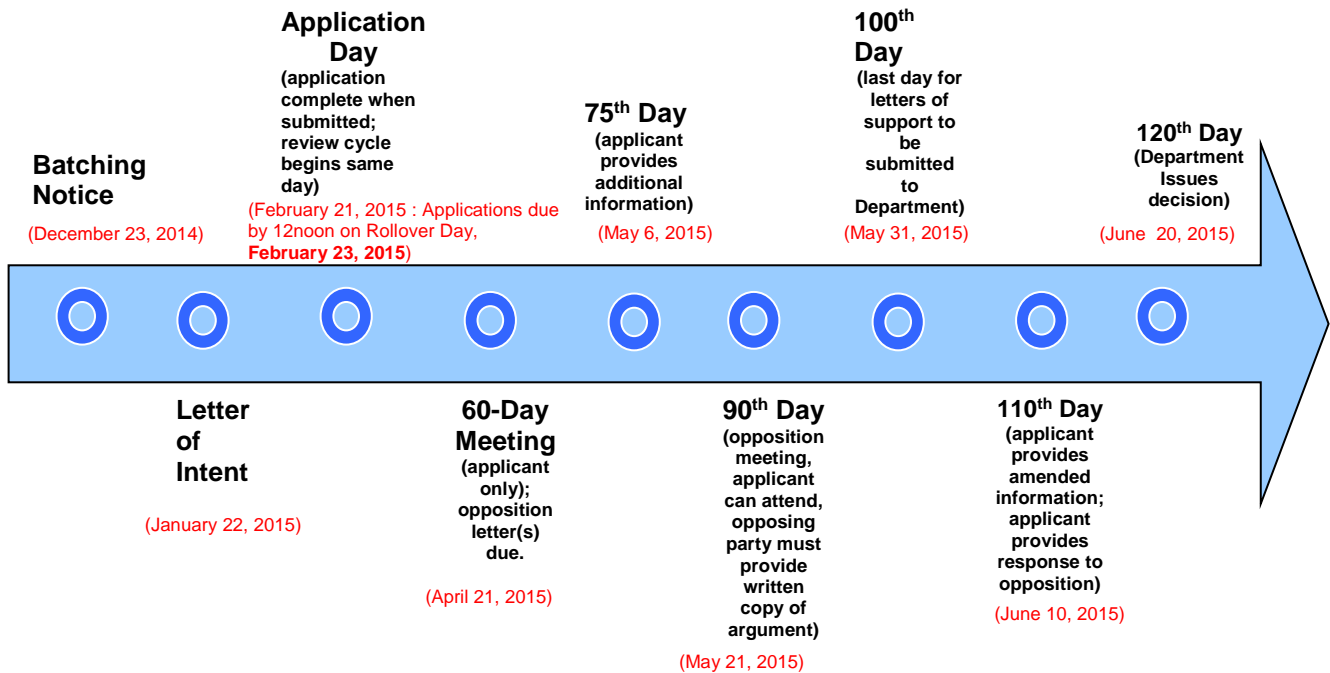 Batching
Notice
(December 23, 2014)
Letter
of
Intent
(January 22, 2015)
Application
Day
(application
complete when
submitted;
review cycle
begins same
day)
(February 21, 2015 : Applications due
by 12noon on Rollover Day,
February 23, 2015)
60-Day
Meeting
(applicant
only);
opposition
letter(s)
due.
(April 21, 2015)
75th Day
(applicant
provides
additional
information)
(May 6, 2015)
90th Day
(opposition
meeting,
applicant
can attend,
opposing
party must
provide
written
copy of
argument)
(May 21, 2015)
100th
Day
(last day for
letters of
support to
be
submitted
to
Department)
(May 31, 2015)
110th Day
(applicant
provides
amended
information;
applicant
provides
response to
opposition)
(June 10, 2015)
120th Day
(Department
Issues
decision)
(June  20, 2015)